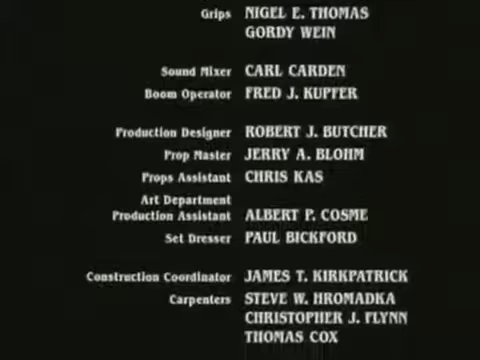 Grips NIGEL E. THOMAS
GORDY WEIN
Sound Mixer CARL CARDEN
Boom Operator FRED J. KUPFER
Production Designer ROBERT J. BUTCHER
Prop Master JERRY A. BLOHM
Props Assistant CHRIS KAS
Art Department
Production Assistant ALBERT P. COSME
Set Dresser PAUL BICKFORD
Construction Coordinator JAMES T. KIRKPATRICK
Carpenters STEVE W. HROMADKA
CHRISTOPHER J. FLYNN
THOMAS COX